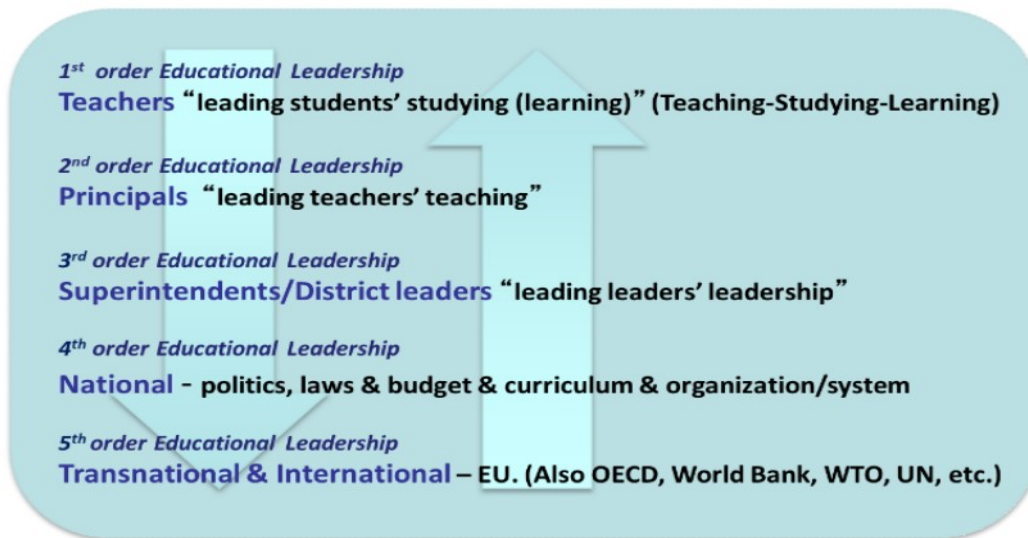 1st order Educational Leadership
Teachers “leading students’ studying (learning)” (Teaching-Studying-Learning)
2nd order Educational Leadership
Principals “leading teachers’ teaching”
3rd order Educational Leadership
Superintendents/District leaders “leading leaders’ leadership”
4th order Educational Leadership
National - politics, laws & budget & curriculum & organization/system
5th order Educational Leadership
Transnational & International – EU. (Also OECD, World Bank, WTO, UN, etc.)